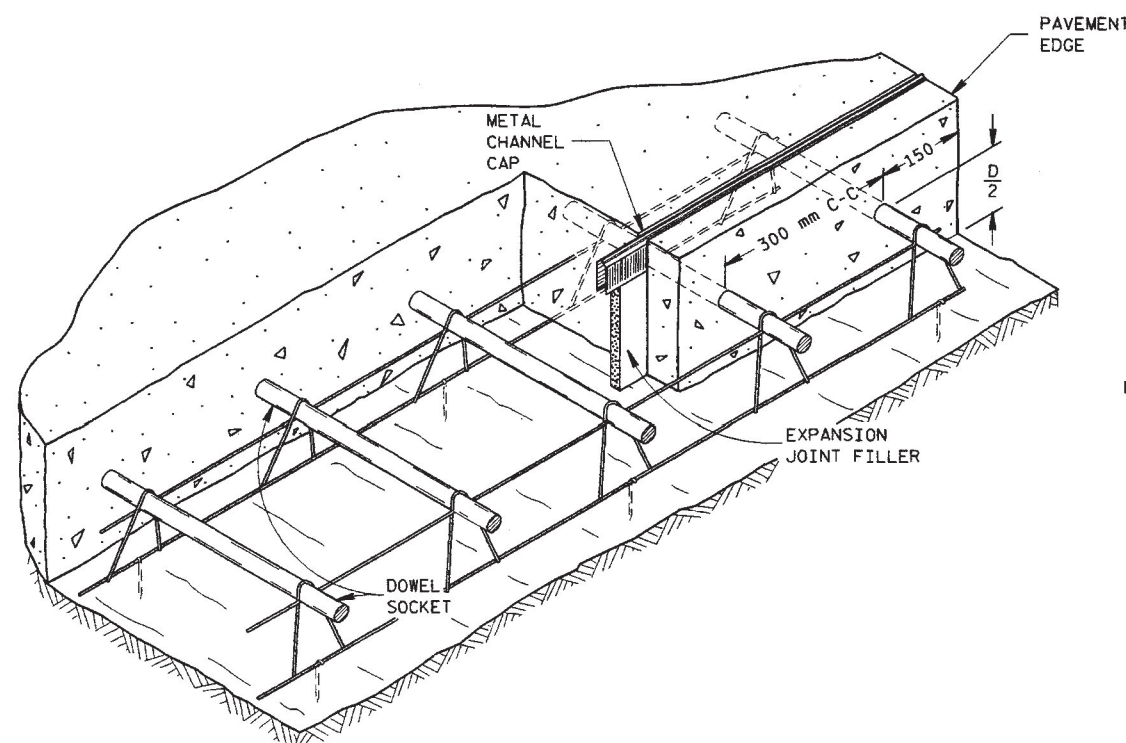 PAVEMENT
EDGE
METAL
CHANNEL
CAP
150
D
2
300 mm C-C
EXPANSION
JOINT FILLER
DOWEL
SOCKET